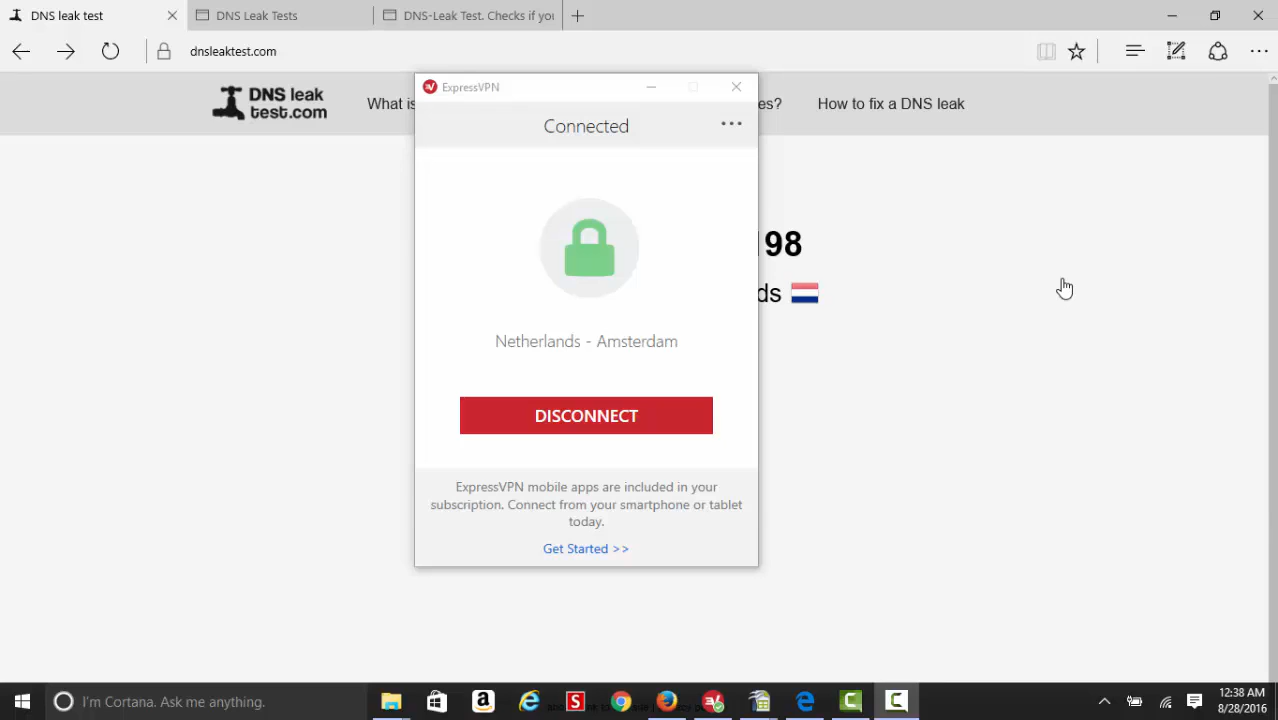 DNS leak test
DNS Leak Tests
DNS-Leak Test. Checks if you
dnsleaktest.com
DNS leak
test.com
What is
es?
How to fix a DNS leak
ExpressVPN
Connected
198
ds
Netherlands - Amsterdam
DISCONNECT
ExpressVPN mobile apps are included in your
subscription. Connect from your smartphone or tablet
today.
Get Started >>
I'm Cortana. Ask me anything.
12:38 AM
8/28/2016